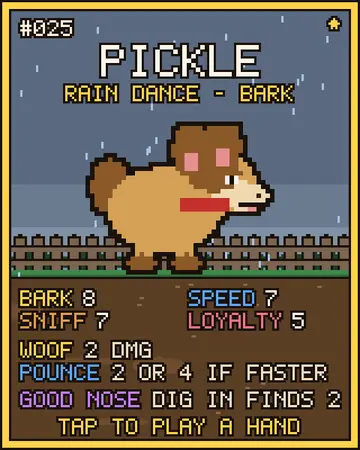 #025
PICKLE
RAIN DANCE - BARK
BARK 8 SPEED 7
SNIFF 7 LOYALTY 5
WOOF 2 DMG
POUNCE 2 OR 4 IF FASTER
GOOD NOSE DIG IN FINDS 2
TAP TO PLAY A HAND